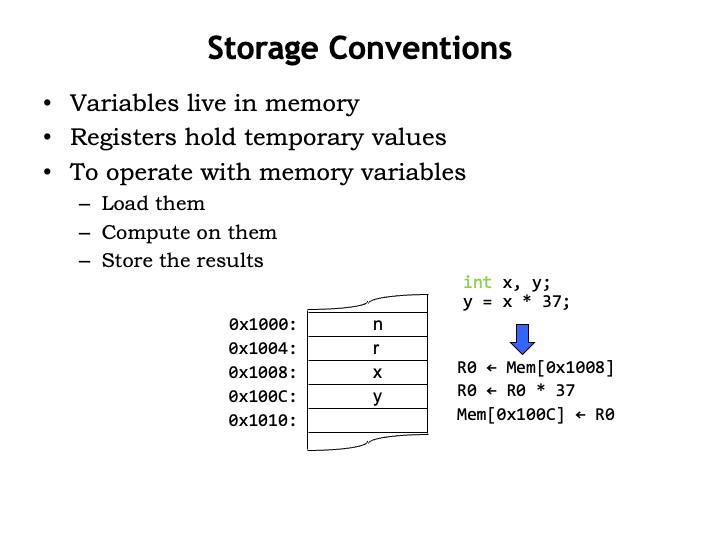 Storage Conventions
• Variables live in memory
• Registers hold temporary values
• To operate with memory variables
– Load them
– Compute on them
– Store the results
int x, y;
y = x * 37;
0x1000: n
0x1004: r
0x1008: x
0x100C: y
0x1010:
R0 ← Mem[0x1008]
R0 ← R0 * 37
Mem[0x100C] ← R0